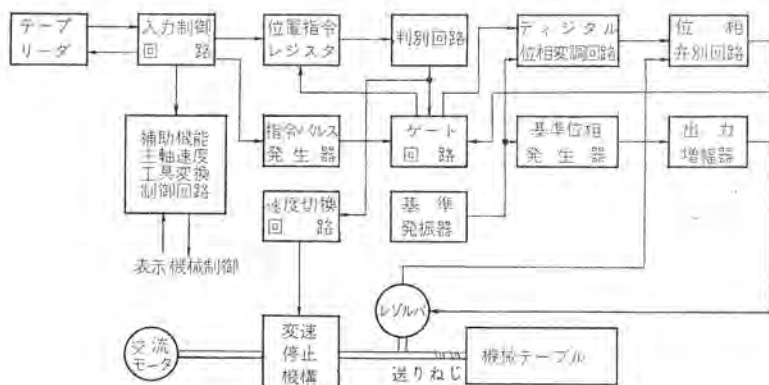 テープ
リーダ
入力制御
回路
位置指令
レジスタ
判別回路
ディジタル
位相変調回路
位相
弁別回路
補助機能
主軸速度
工具変換
制御回路
指令パルス
発生器
ゲート
回路
基準位相
発生器
出力
増幅器
速度切換
回路
基準
発振器
表示機械制御
レゾルバ
交流
モータ
変速
停止
機構
送りねじ
機械テーブル